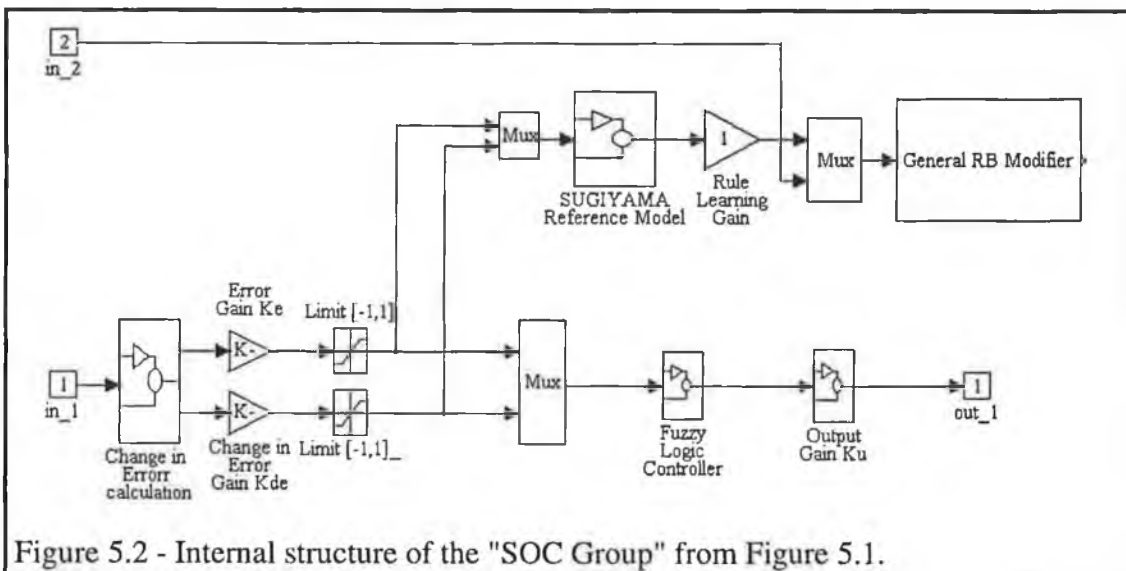 2
in_2
Mux
SUGIYAMA
Reference Model
1
Rule
Learning
Gain
Mux
General RB Modifier
Error
Gain Ke
Limit [-1,1]
K-
1
in_1
Change in
Errorr
calculation
K-
Change in
Error
Gain Kde
Limit [-1,1]_
Mux
Fuzzy
Logic
Controller
Output
Gain Ku
1
out_1
Figure 5.2 - Internal structure of the "SOC Group" from Figure 5.1.